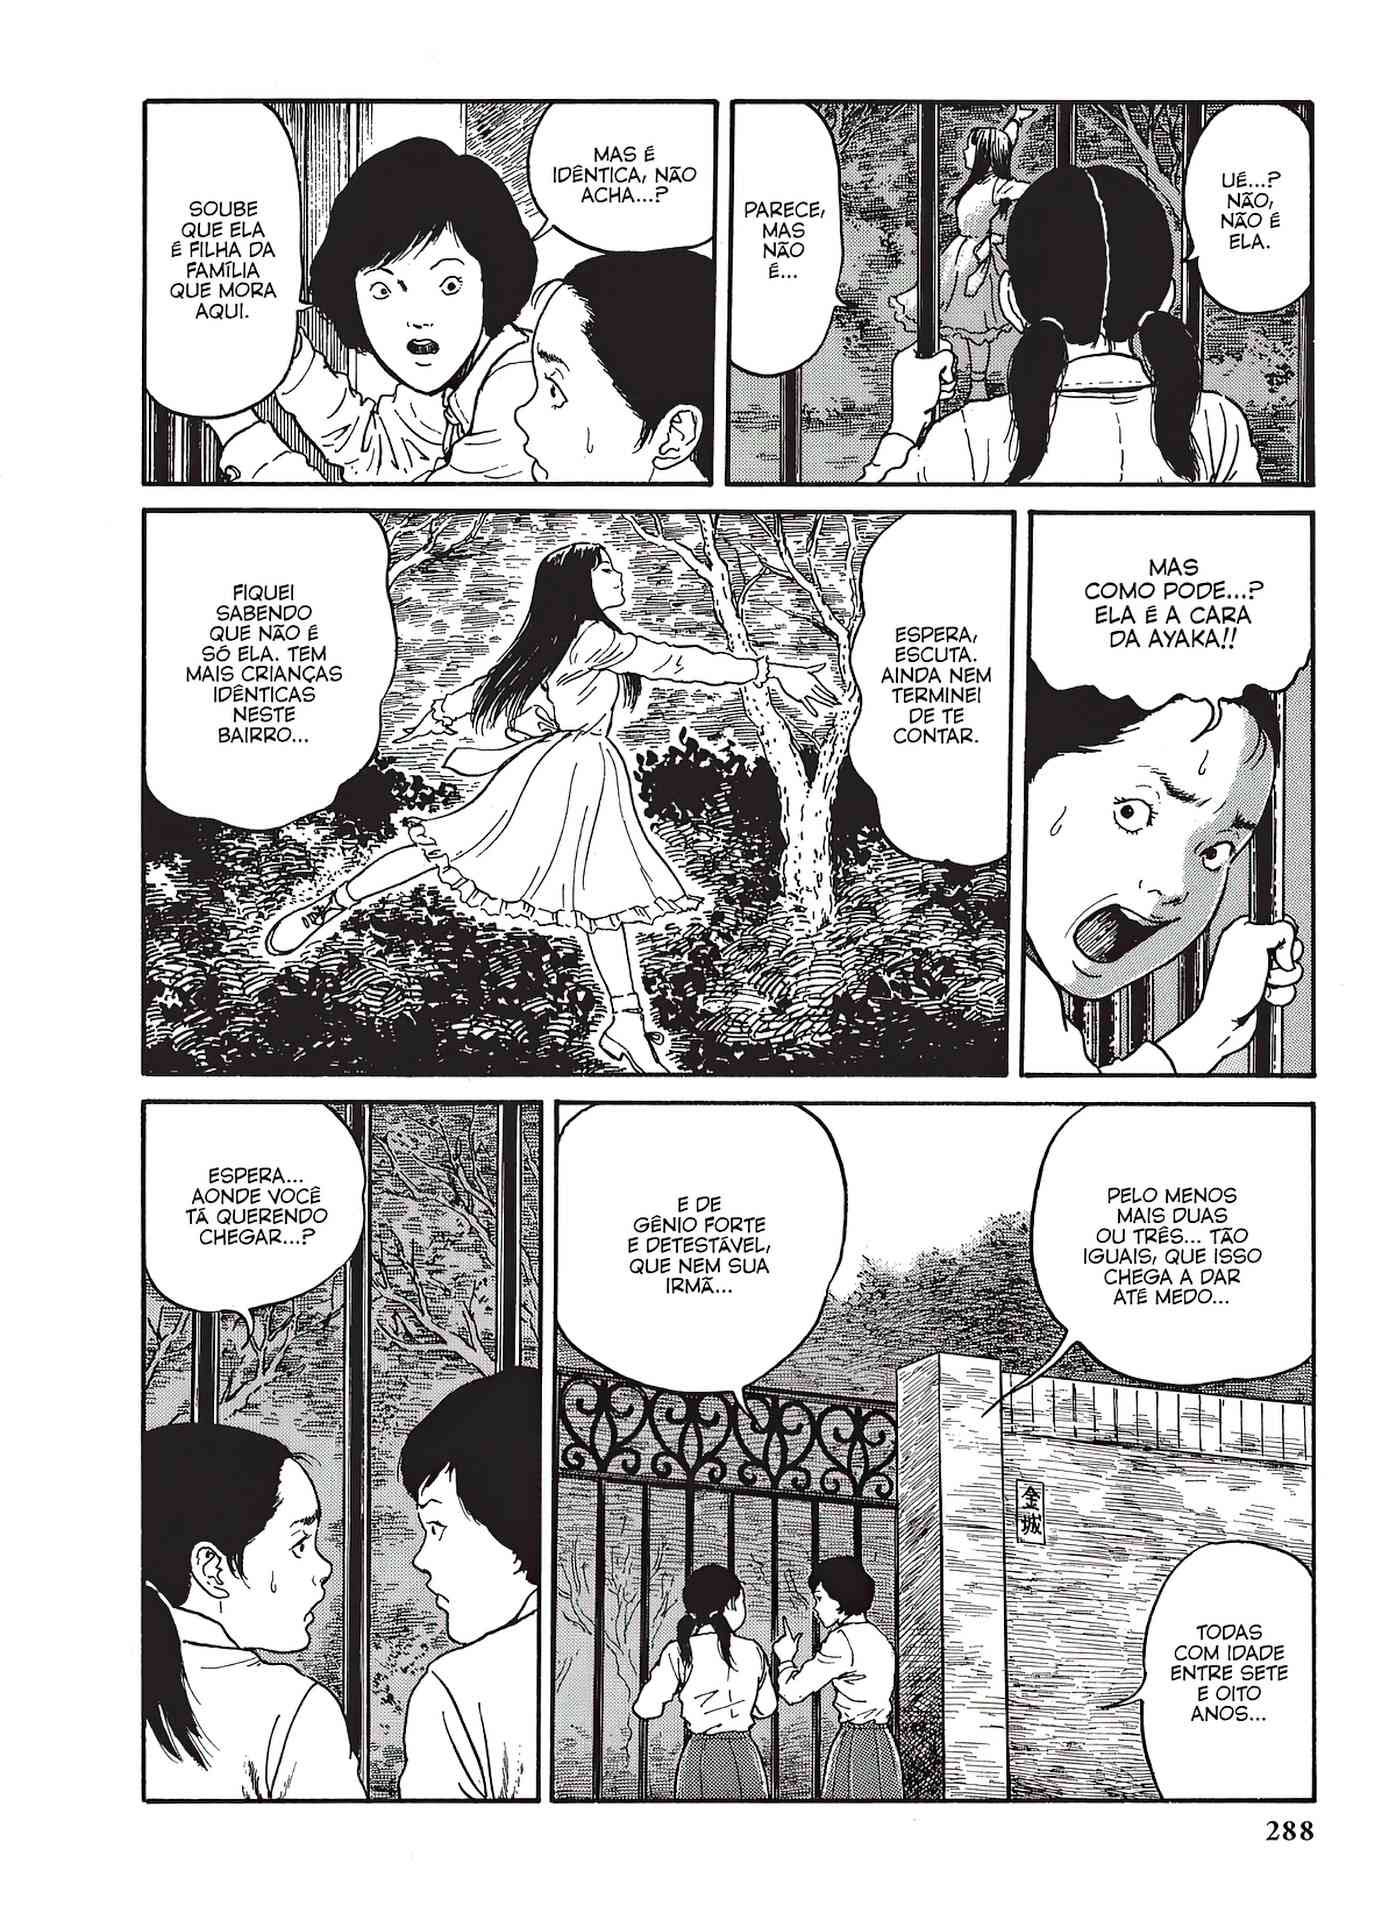 UÉ...?
NÃO,
NÃO É
ELA.
PARECE,
MAS
NÃO
É...
MAS É
IDÊNTICA, NÃO
ACHA...?
SOUBE
QUE ELA
É FILHA DA
FAMÍLIA
QUE MORA
AQUI.
MAS
COMO PODE...?
ELA É A CARA
DA AYAKA!!
ESPERA,
ESCUTA.
AINDA NEM
TERMINEI
DE TE
CONTAR.
FIQUEI
SABENDO
QUE NÃO É
SÓ ELA. TEM
MAIS CRIANÇAS
IDÊNTICAS
NESTE
BAIRRO...
PELO MENOS
MAIS DUAS
OU TRÊS... TÃO
IGUAIS, QUE ISSO
CHEGA A DAR
ATÉ MEDO...
金城
TODAS
COM IDADE
ENTRE SETE
E OITO
ANOS...
E DE
GÊNIO FORTE
E DETESTÁVEL,
QUE NEM SUA
IRMÃ...
ESPERA...
AONDE VOCÊ
TÁ QUERENDO
CHEGAR...?
288